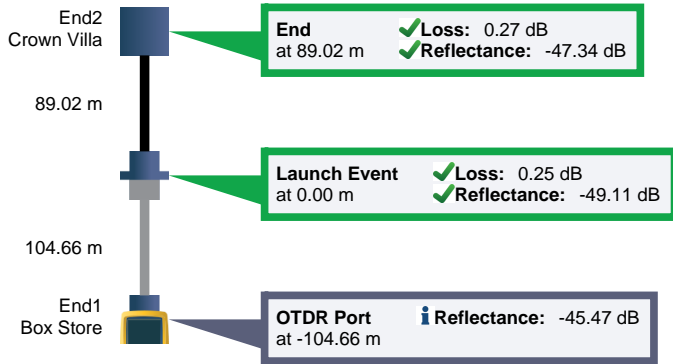 End2
Crown Villa
End
at 89.02 m
Loss: 0.27 dB
Reflectance: -47.34 dB
89.02 m
Launch Event
at 0.00 m
Loss: 0.25 dB
Reflectance: -49.11 dB
104.66 m
End1
Box Store
OTDR Port
at -104.66 m
i Reflectance: -45.47 dB